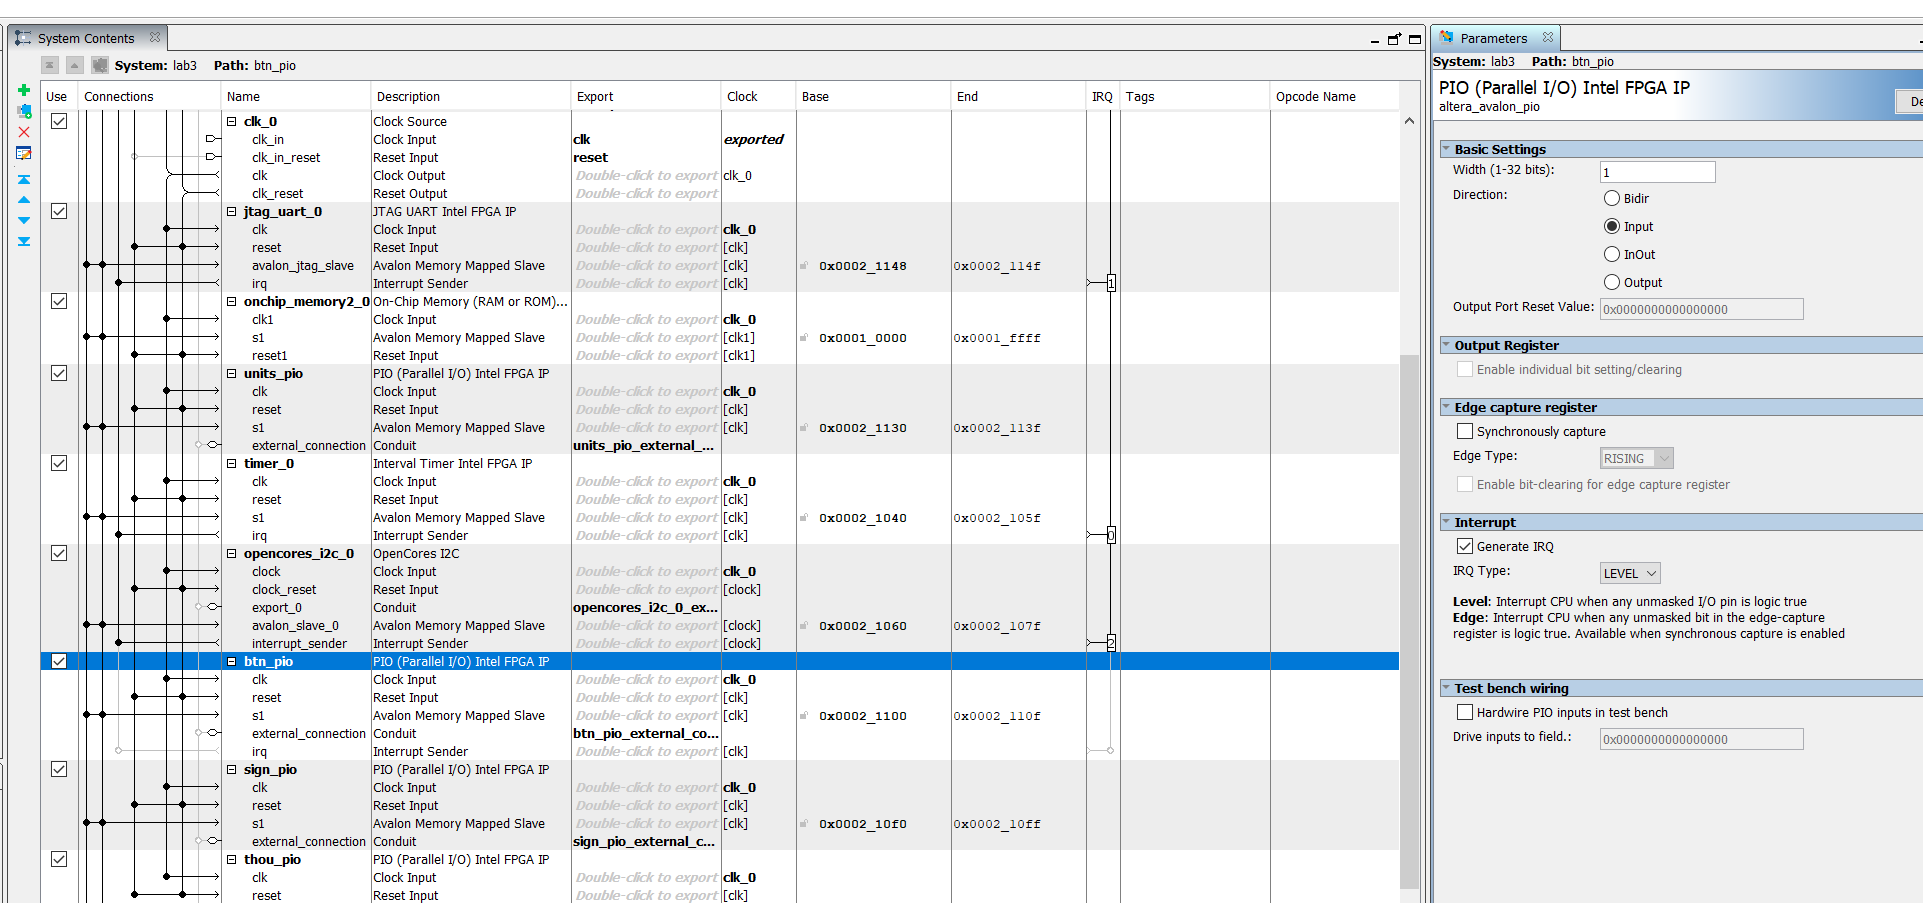 System Contents
System: lab3 Path: btn_pio
Use Connections Name Description Export Clock Base End IRQ Tags Opcode Name
clk_0 Clock Source
clk_in Clock Input clk exported
clk_in_reset Reset Input reset
clk Clock Output Double-click to export clk_0
clk_reset Reset Output Double-click to export
jtag_uart_0 JTAG UART Intel FPGA IP
clk Clock Input Double-click to export clk_0
reset Reset Input Double-click to export [clk]
avalon_jtag_slave Avalon Memory Mapped Slave Double-click to export [clk] 0x0002_1148 0x0002_114f
irq Interrupt Sender Double-click to export [clk] 1
onchip_memory2_0 On-Chip Memory (RAM or ROM)...
clk1 Clock Input Double-click to export clk_0
s1 Avalon Memory Mapped Slave Double-click to export [clk1] 0x0001_0000 0x0001_ffff
reset1 Reset Input Double-click to export [clk1]
units_pio PIO (Parallel I/O) Intel FPGA IP
clk Clock Input Double-click to export clk_0
reset Reset Input Double-click to export [clk]
s1 Avalon Memory Mapped Slave Double-click to export [clk] 0x0002_1130 0x0002_113f
external_connection Conduit units_pio_external_...
timer_0 Interval Timer Intel FPGA IP
clk Clock Input Double-click to export clk_0
reset Reset Input Double-click to export [clk]
s1 Avalon Memory Mapped Slave Double-click to export [clk] 0x0002_1040 0x0002_105f
irq Interrupt Sender Double-click to export [clk] 0
opencores_i2c_0 OpenCores I2C
clock Clock Input Double-click to export clk_0
clock_reset Reset Input Double-click to export [clock]
export_0 Conduit opencores_i2c_0_ex...
avalon_slave_0 Avalon Memory Mapped Slave Double-click to export [clock] 0x0002_1060 0x0002_107f
interrupt_sender Interrupt Sender Double-click to export [clock] 2
btn_pio PIO (Parallel I/O) Intel FPGA IP
clk Clock Input Double-click to export clk_0
reset Reset Input Double-click to export [clk]
s1 Avalon Memory Mapped Slave Double-click to export [clk] 0x0002_1100 0x0002_110f
external_connection Conduit btn_pio_external_co...
irq Interrupt Sender Double-click to export [clk]
sign_pio PIO (Parallel I/O) Intel FPGA IP
clk Clock Input Double-click to export clk_0
reset Reset Input Double-click to export [clk]
s1 Avalon Memory Mapped Slave Double-click to export [clk] 0x0002_10f0 0x0002_10ff
external_connection Conduit sign_pio_external_c...
thou_pio PIO (Parallel I/O) Intel FPGA IP
clk Clock Input Double-click to export clk_0
reset Reset Input Double-click to export [clk]
Parameters
System: lab3 Path: btn_pio
PIO (Parallel I/O) Intel FPGA IP
altera_avalon_pio
De
Basic Settings
Width (1-32 bits): 1
Direction:
Bidir
Input
InOut
Output
Output Port Reset Value: 0x0000000000000000
Output Register
Enable individual bit setting/clearing
Edge capture register
Synchronously capture
Edge Type: RISING
Enable bit-clearing for edge capture register
Interrupt
Generate IRQ
IRQ Type: LEVEL
Level: Interrupt CPU when any unmasked I/O pin is logic true
Edge: Interrupt CPU when any unmasked bit in the edge-capture
register is logic true. Available when synchronous capture is enabled
Test bench wiring
Hardwire PIO inputs in test bench
Drive inputs to field.: 0x0000000000000000